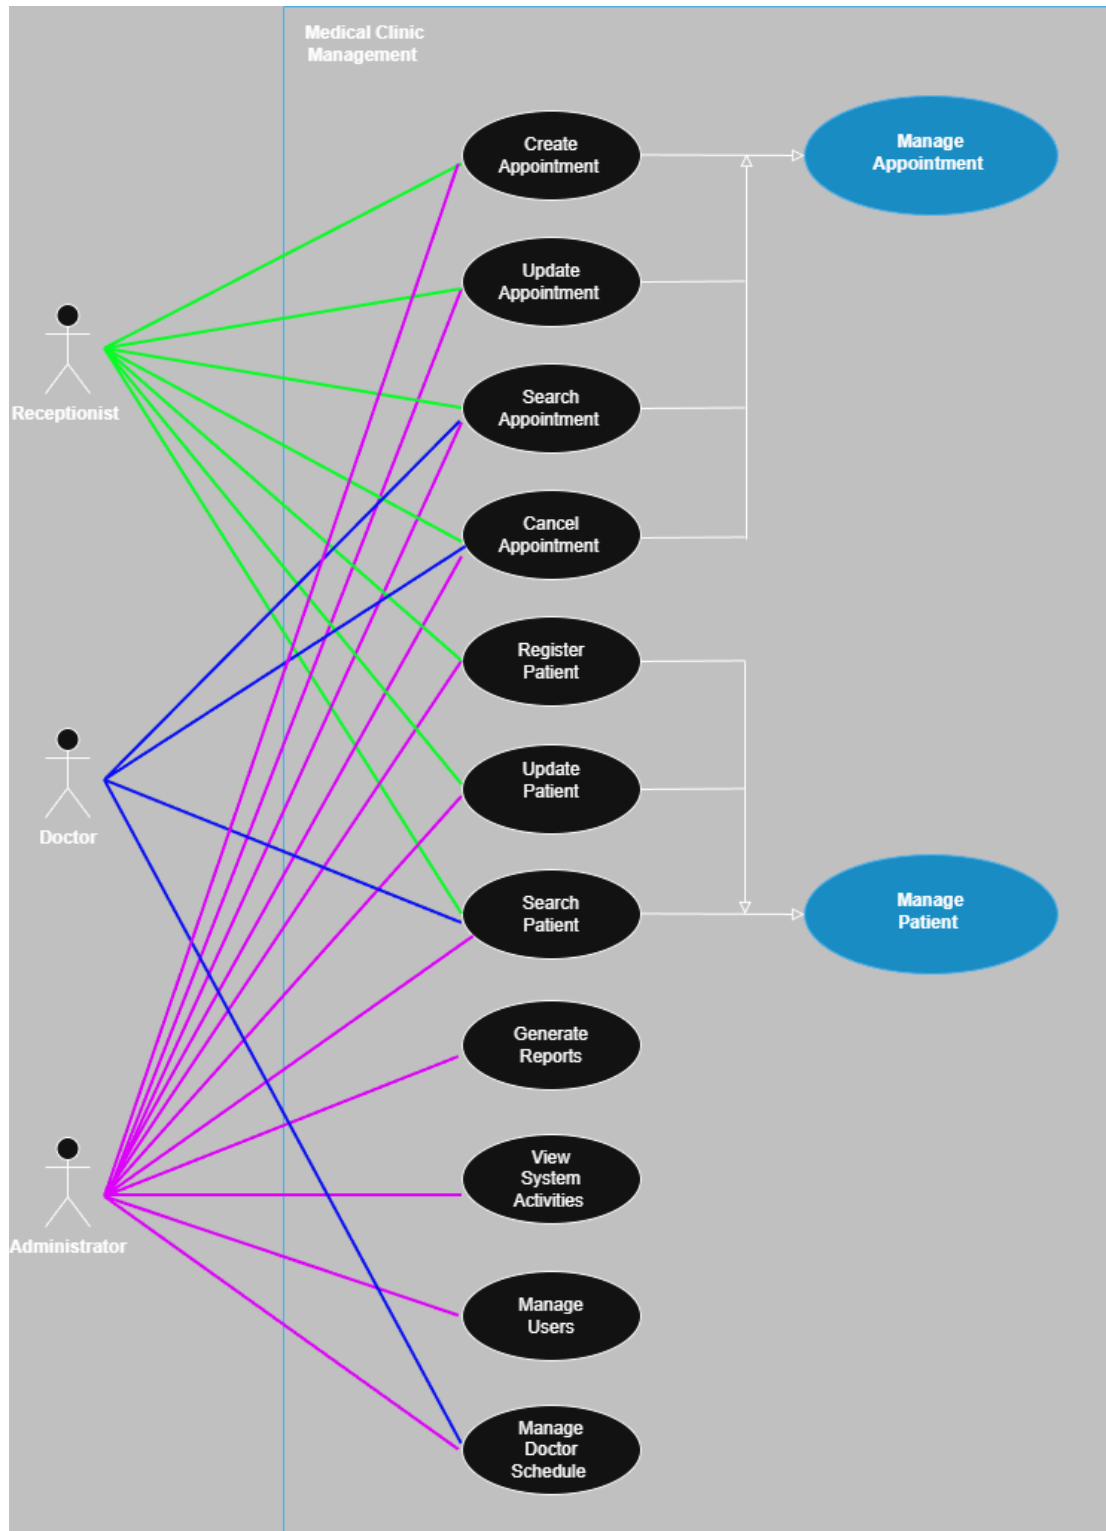 Medical Clinic
Management
Create
Appointment
Manage
Appointment
Update
Appointment
Receptionist
Search
Appointment
Cancel
Appointment
Register
Patient
Doctor
Update
Patient
Search
Patient
Manage
Patient
Generate
Reports
View
System
Activities
Administrator
Manage
Users
Manage
Doctor
Schedule